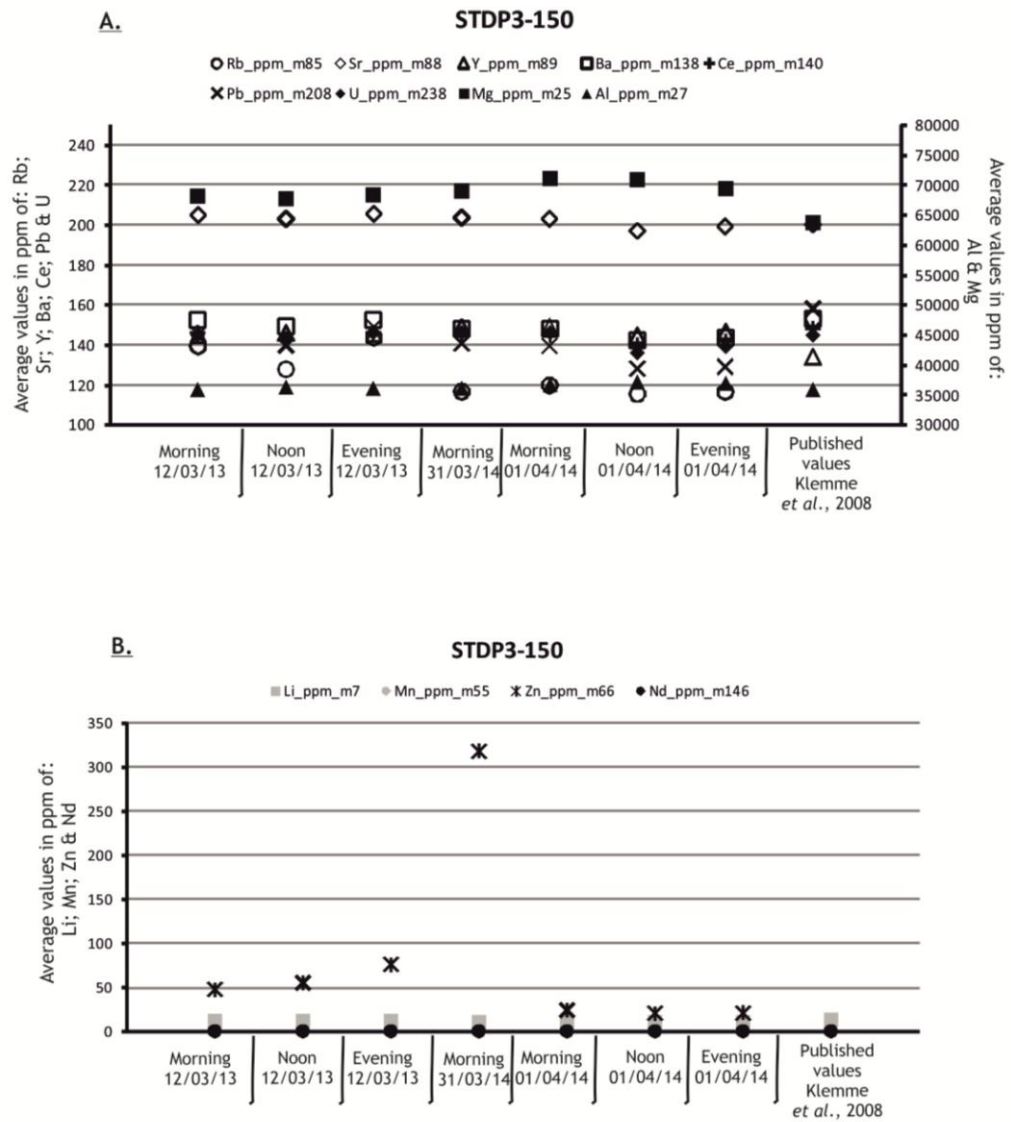 A.
STDP3-150
Rb_ppm_m85 Sr_ppm_m88 Y_ppm_m89 Ba_ppm_m138 Ce_ppm_m140
Pb_ppm_m208 U_ppm_m238 Mg_ppm_m25 Al_ppm_m27
Average values in ppm of: Rb;
Sr; Y; Ba; Ce; Pb & U
240
220
200
180
160
140
120
100
80000
75000
70000
65000
60000
55000
50000
45000
40000
35000
30000
Average values in ppm of:
Al & Mg
Morning
12/03/13
Noon
12/03/13
Evening
12/03/13
Morning
31/03/14
Morning
01/04/14
Noon
01/04/14
Evening
01/04/14
Published
values
Klemme
et al., 2008
B.
STDP3-150
Li_ppm_m7 Mn_ppm_m55 Zn_ppm_m66 Nd_ppm_m146
Average values in ppm of:
Li; Mn; Zn & Nd
350
300
250
200
150
100
50
0
Morning
12/03/13
Noon
12/03/13
Evening
12/03/13
Morning
31/03/14
Morning
01/04/14
Noon
01/04/14
Evening
01/04/14
Published
values
Klemme
et al., 2008